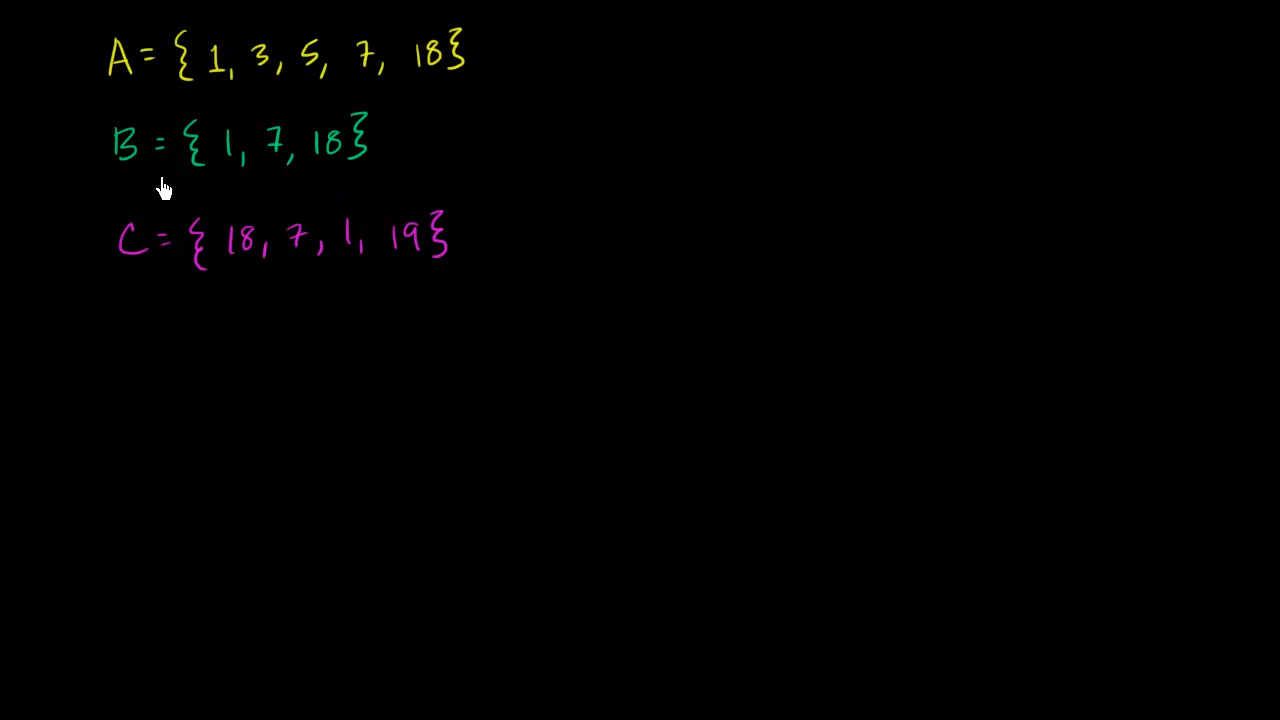 A = { 1, 3, 5, 7, 18}
B = { 1, 7, 18}
C = { 18, 7, 1, 19}